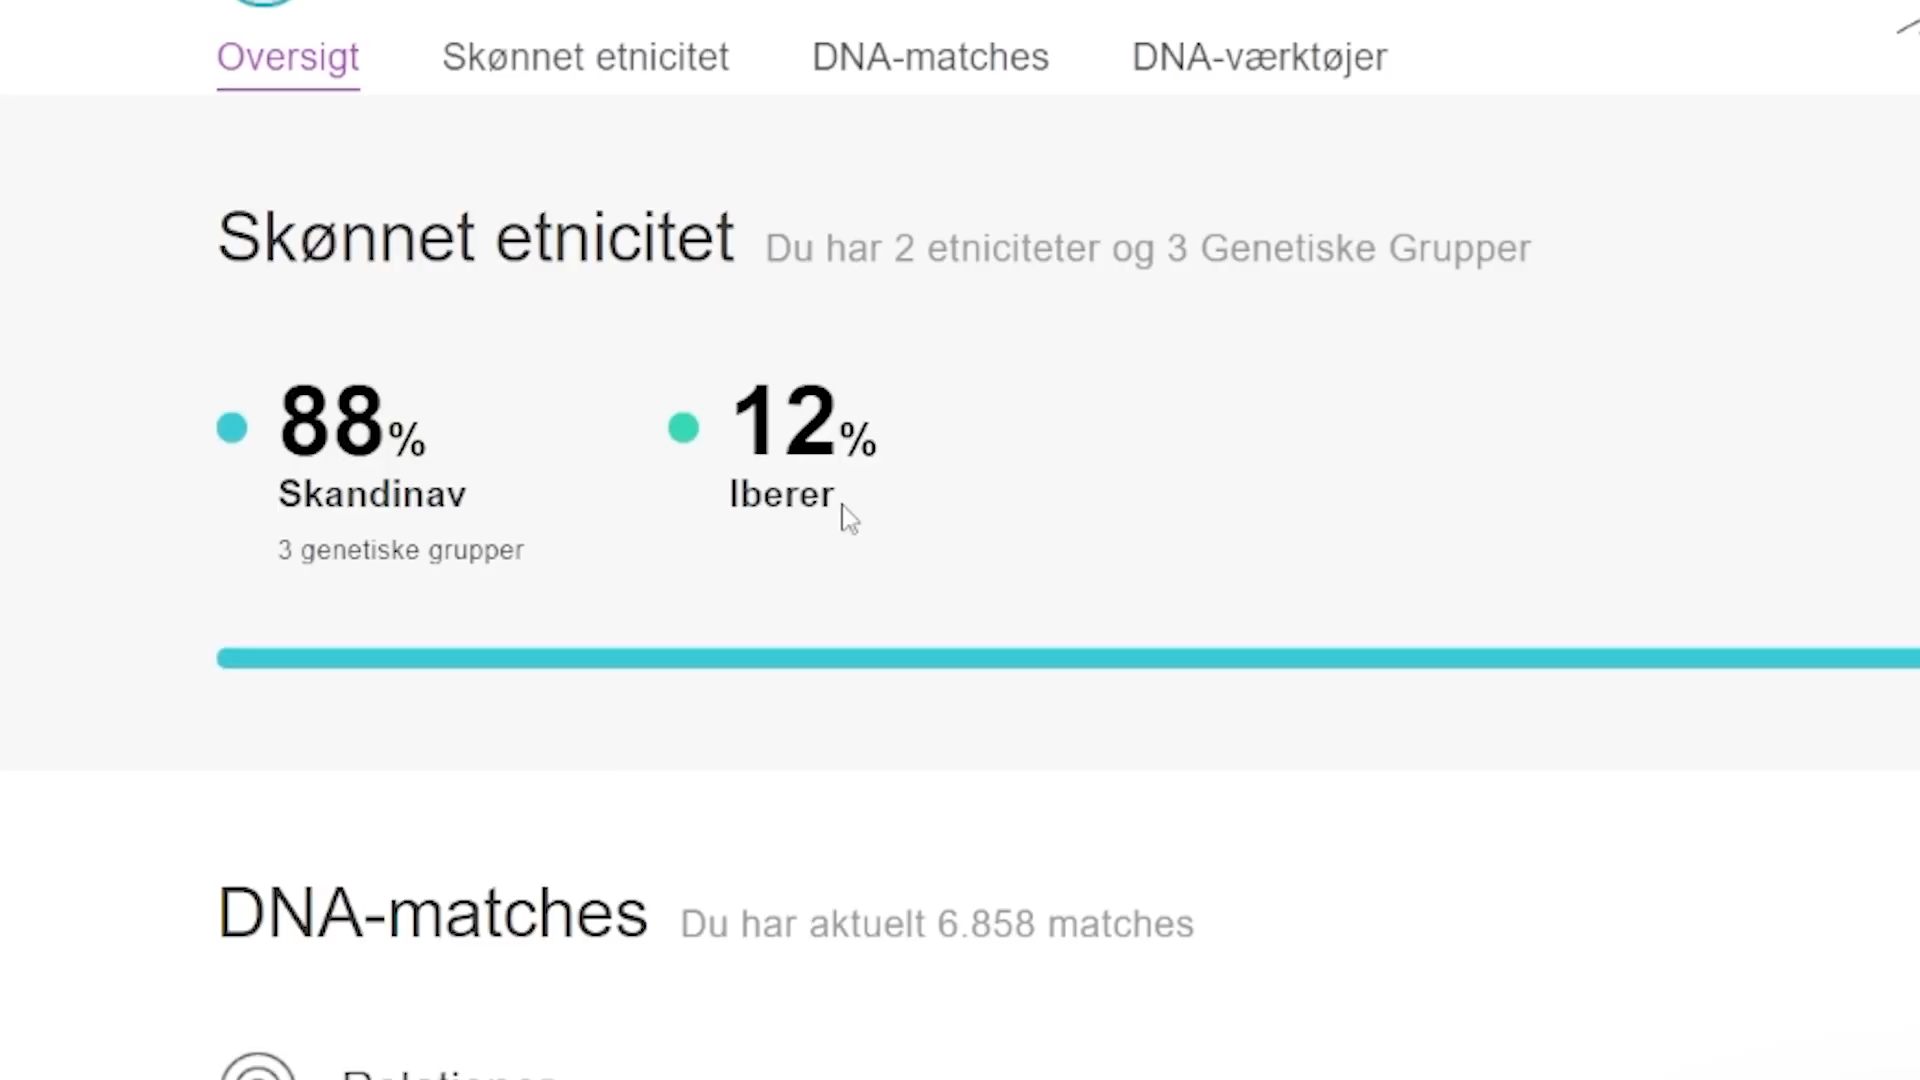 Oversigt Skønnet etnicitet DNA-matches DNA-værktøjer
Skønnet etnicitet Du har 2 etniciteter og 3 Genetiske Grupper
88% 12%
Skandinav Iberer
3 genetiske grupper
DNA-matches Du har aktuelt 6.858 matches